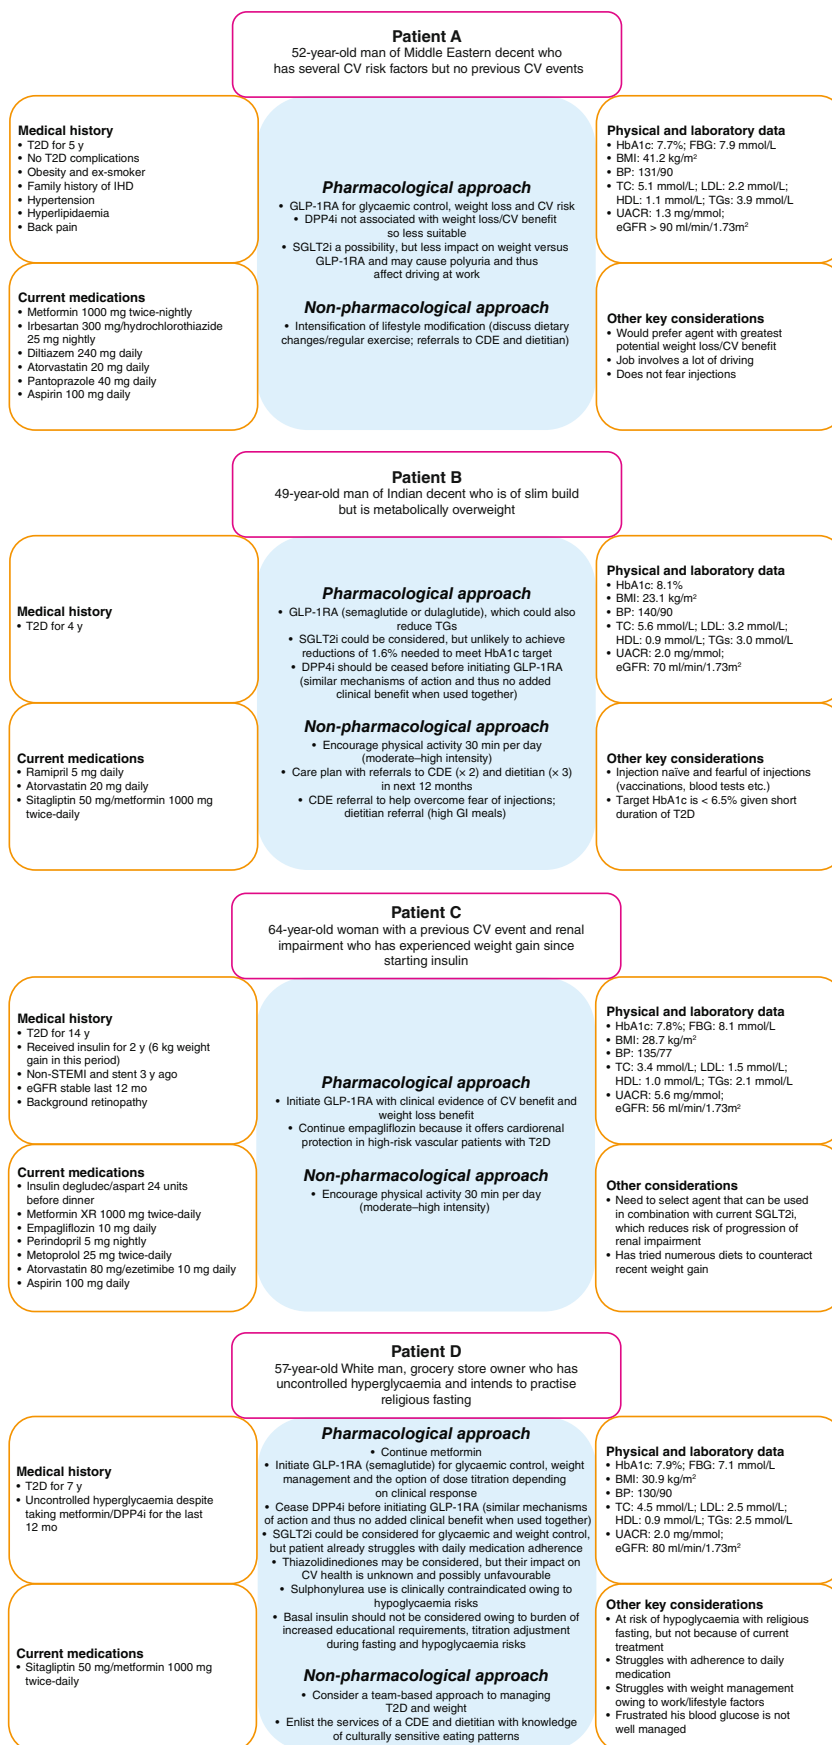 Patient A
52-year-old man of Middle Eastern decent who
has several CV risk factors but no previous CV events
Medical history
• T2D for 5 y
• No T2D complications
• Obesity and ex-smoker
• Family history of IHD
• Hypertension
• Hyperlipidaemia
• Back pain
Current medications
• Metformin 1000 mg twice-nightly
• Irbesartan 300 mg/hydrochlorothiazide
25 mg nightly
• Diltiazem 240 mg daily
• Atorvastatin 20 mg daily
• Pantoprazole 40 mg daily
• Aspirin 100 mg daily
Pharmacological approach
• GLP-1RA for glycaemic control, weight loss and CV risk
• DPP4i not associated with weight loss/CV benefit
so less suitable
• SGLT2i a possibility, but less impact on weight versus
GLP-1RA and may cause polyuria and thus
affect driving at work
Non-pharmacological approach
• Intensification of lifestyle modification (discuss dietary
changes/regular exercise; referrals to CDE and dietitian)
Physical and laboratory data
• HbA1c: 7.7%; FBG: 7.9 mmol/L
• BMI: 41.2 kg/m²
• BP: 131/90
• TC: 5.1 mmol/L; LDL: 2.2 mmol/L;
HDL: 1.1 mmol/L; TGs: 3.9 mmol/L
• UACR: 1.3 mg/mmol;
eGFR > 90 ml/min/1.73m²
Other key considerations
• Would prefer agent with greatest
potential weight loss/CV benefit
• Job involves a lot of driving
• Does not fear injections
Patient B
49-year-old man of Indian decent who is of slim build
but is metabolically overweight
Medical history
• T2D for 4 y
Current medications
• Ramipril 5 mg daily
• Atorvastatin 20 mg daily
• Sitagliptin 50 mg/metformin 1000 mg
twice-daily
Pharmacological approach
• GLP-1RA (semaglutide or dulaglutide), which could also
reduce TGs
• SGLT2i could be considered, but unlikely to achieve
reductions of 1.6% needed to meet HbA1c target
• DPP4i should be ceased before initiating GLP-1RA
(similar mechanisms of action and thus no added
clinical benefit when used together)
Non-pharmacological approach
• Encourage physical activity 30 min per day
(moderate–high intensity)
• Care plan with referrals to CDE (× 2) and dietitian (× 3)
in next 12 months
• CDE referral to help overcome fear of injections;
dietitian referral (high GI meals)
Physical and laboratory data
• HbA1c: 8.1%
• BMI: 23.1 kg/m²
• BP: 140/90
• TC: 5.6 mmol/L; LDL: 3.2 mmol/L;
HDL: 0.9 mmol/L; TGs: 3.0 mmol/L
• UACR: 2.0 mg/mmol;
eGFR: 70 ml/min/1.73m²
Other key considerations
• Injection naïve and fearful of injections
(vaccinations, blood tests etc.)
• Target HbA1c is < 6.5% given short
duration of T2D
Patient C
64-year-old woman with a previous CV event and renal
impairment who has experienced weight gain since
starting insulin
Medical history
• T2D for 14 y
• Received insulin for 2 y (6 kg weight
gain in this period)
• Non-STEMI and stent 3 y ago
• eGFR stable last 12 mo
• Background retinopathy
Current medications
• Insulin degludec/aspart 24 units
before dinner
• Metformin XR 1000 mg twice-daily
• Empagliflozin 10 mg daily
• Perindopril 5 mg nightly
• Metoprolol 25 mg twice-daily
• Atorvastatin 80 mg/ezetimibe 10 mg daily
• Aspirin 100 mg daily
Pharmacological approach
• Initiate GLP-1RA with clinical evidence of CV benefit and
weight loss benefit
• Continue empagliflozin because it offers cardiorenal
protection in high-risk vascular patients with T2D
Non-pharmacological approach
• Encourage physical activity 30 min per day
(moderate–high intensity)
Physical and laboratory data
• HbA1c: 7.8%; FBG: 8.1 mmol/L
• BMI: 28.7 kg/m²
• BP: 135/77
• TC: 3.4 mmol/L; LDL: 1.5 mmol/L;
HDL: 1.0 mmol/L; TGs: 2.1 mmol/L
• UACR: 5.6 mg/mmol;
eGFR: 56 ml/min/1.73m²
Other considerations
• Need to select agent that can be used
in combination with current SGLT2i,
which reduces risk of progression of
renal impairment
• Has tried numerous diets to counteract
recent weight gain
Patient D
57-year-old White man, grocery store owner who has
uncontrolled hyperglycaemia and intends to practise
religious fasting
Medical history
• T2D for 7 y
• Uncontrolled hyperglycaemia despite
taking metformin/DPP4i for the last
12 mo
Current medications
• Sitagliptin 50 mg/metformin 1000 mg
twice-daily
Pharmacological approach
• Continue metformin
• Initiate GLP-1RA (semaglutide) for glycaemic control, weight
management and the option of dose titration depending
on clinical response
• Cease DPP4i before initiating GLP-1RA (similar mechanisms
of action and thus no added clinical benefit when used together)
• SGLT2i could be considered for glycaemic and weight control,
but patient already struggles with daily medication adherence
• Thiazolidinediones may be considered, but their impact on
CV health is unknown and possibly unfavourable
• Sulphonylurea use is clinically contraindicated owing to
hypoglycaemia risks
• Basal insulin should not be considered owing to burden of
increased educational requirements, titration adjustment
during fasting and hypoglycaemia risks
Non-pharmacological approach
• Consider a team-based approach to managing
T2D and weight
• Enlist the services of a CDE and dietitian with knowledge
of culturally sensitive eating patterns
Physical and laboratory data
• HbA1c: 7.9%; FBG: 7.1 mmol/L
• BMI: 30.9 kg/m²
• BP: 130/90
• TC: 4.5 mmol/L; LDL: 2.5 mmol/L;
HDL: 0.9 mmol/L; TGs: 2.5 mmol/L
• UACR: 2.0 mg/mmol;
eGFR: 80 ml/min/1.73m²
Other key considerations
• At risk of hypoglycaemia with religious
fasting, but not because of current
treatment
• Struggles with adherence to daily
medication
• Struggles with weight management
owing to work/lifestyle factors
• Frustrated his blood glucose is not
well managed